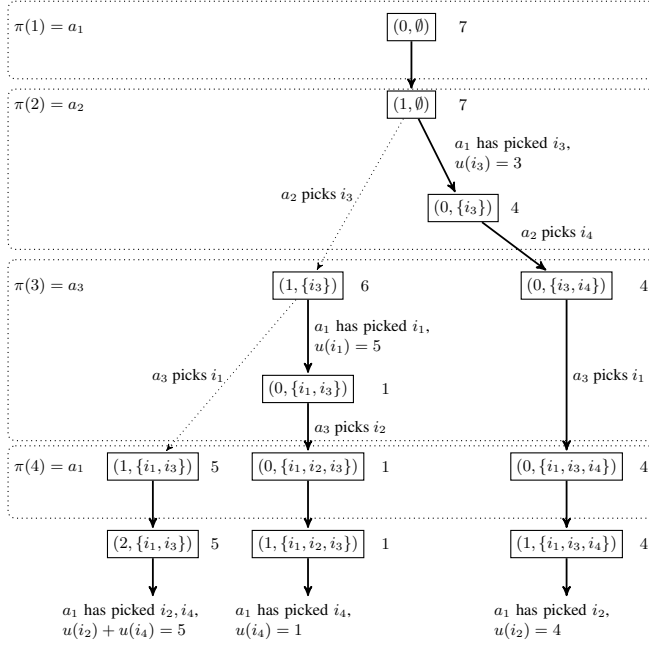 π(1) = a₁
(0, ∅) 7
π(2) = a₂
(1, ∅) 7
a₁ has picked i₃,
u(i₃) = 3
a₂ picks i₃
(0, {i₃}) 4
a₂ picks i₄
π(3) = a₃
(1, {i₃}) 6
(0, {i₃, i₄}) 4
a₁ has picked i₁,
u(i₁) = 5
a₃ picks i₁
a₃ picks i₁
(0, {i₁, i₃}) 1
a₃ picks i₂
π(4) = a₁
(1, {i₁, i₃}) 5
(0, {i₁, i₂, i₃}) 1
(0, {i₁, i₃, i₄}) 4
(2, {i₁, i₃}) 5
(1, {i₁, i₂, i₃}) 1
(1, {i₁, i₃, i₄}) 4
a₁ has picked i₂, i₄,
u(i₂) + u(i₄) = 5
a₁ has picked i₄,
u(i₄) = 1
a₁ has picked i₂,
u(i₂) = 4